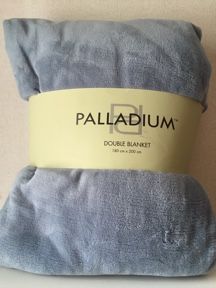 PALLADIUM™
DOUBLE BLANKET
180 cm x 200 cm